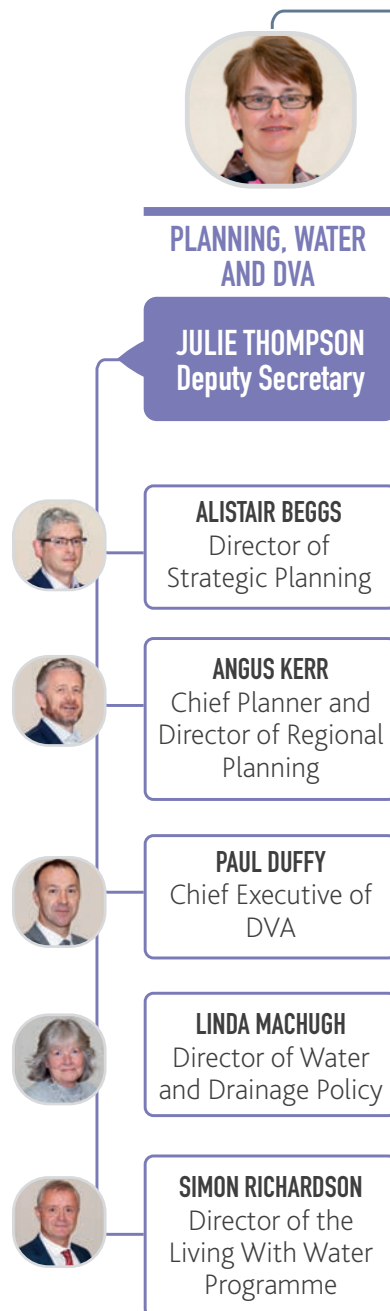 PLANNING, WATER
AND DVA
JULIE THOMPSON
Deputy Secretary
ALISTAIR BEGGS
Director of
Strategic Planning
ANGUS KERR
Chief Planner and
Director of Regional
Planning
PAUL DUFFY
Chief Executive of
DVA
LINDA MACHUGH
Director of Water
and Drainage Policy
SIMON RICHARDSON
Director of the
Living With Water
Programme